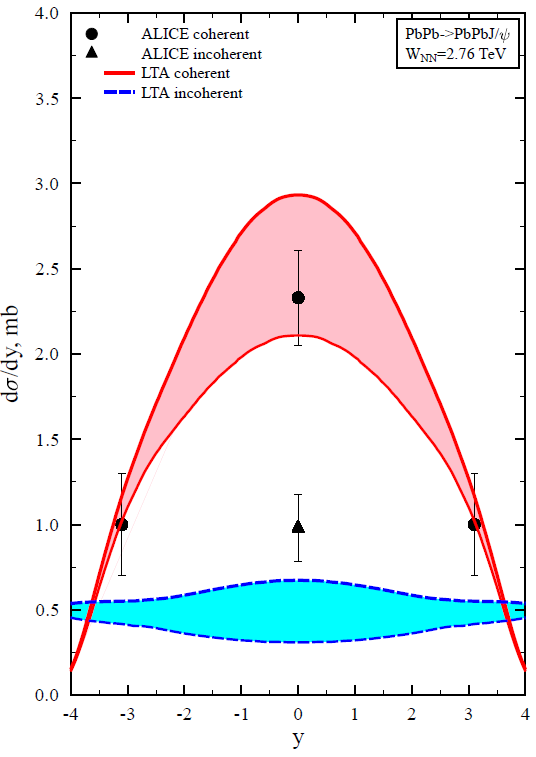 ALICE coherent
ALICE incoherent
LTA coherent
LTA incoherent
PbPb->PbPbJ/ψ
W_NN=2.76 TeV
4.0
3.5
3.0
2.5
2.0
1.5
1.0
0.5
0.0
dσ/dy, mb
-4 -3 -2 -1 0 1 2 3 4
y